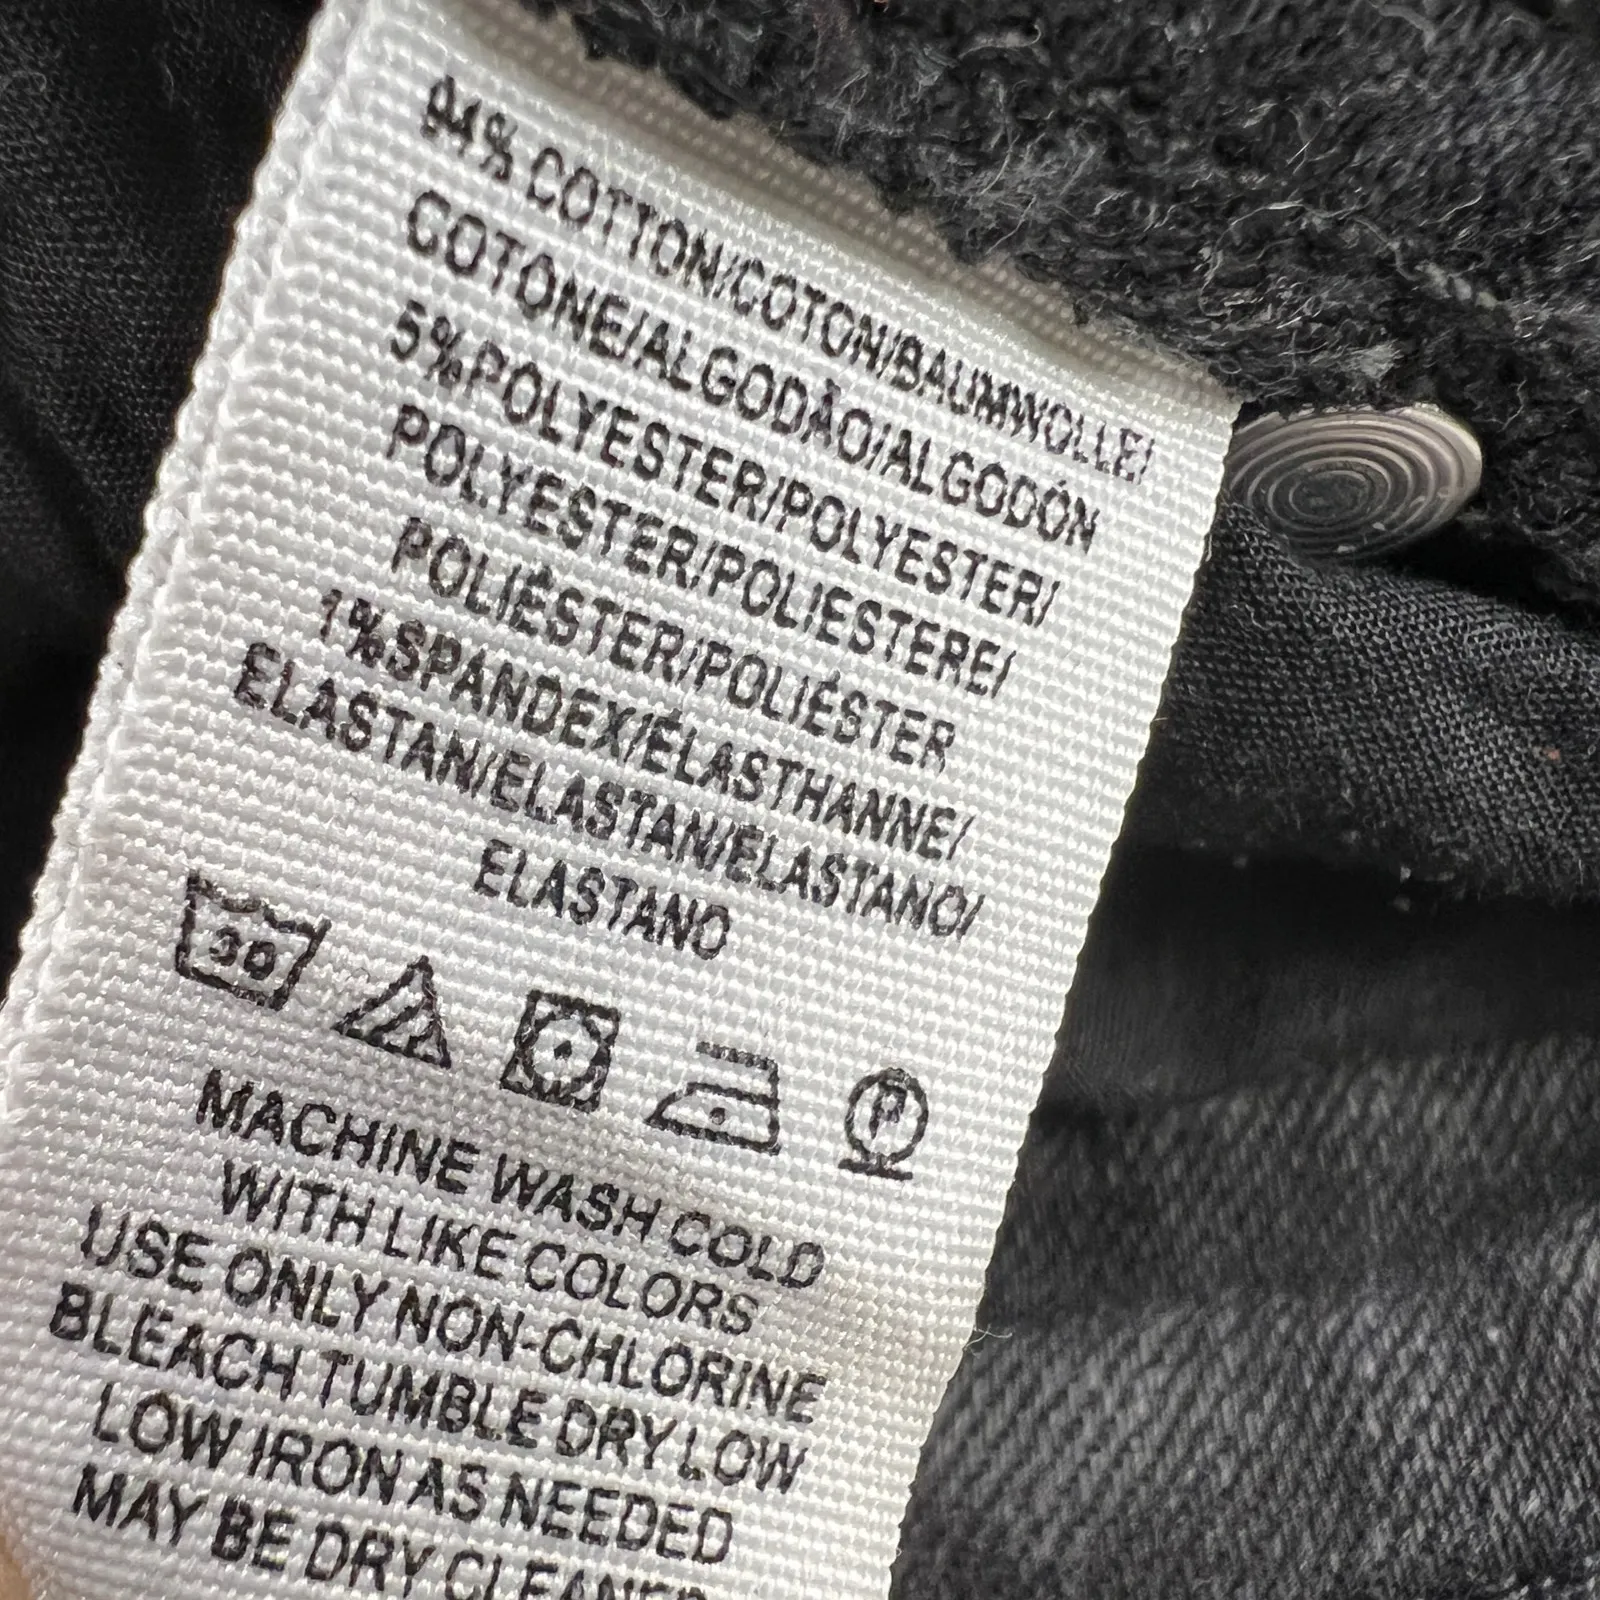 94% COTTON/COTON/BAUMWOLLE/
COTONE/ALGODÃO/ALGODÓN
5%POLYESTER/POLYESTER/
POLYESTER/POLIESTERE/
POLIÉSTER/POLIÉSTER
1%SPANDEX/ÉLASTHANNE/
ELASTAN/ELASTAN/ELASTANO/
ELASTANO
30
P
MACHINE WASH COLD
WITH LIKE COLORS
USE ONLY NON-CHLORINE
BLEACH TUMBLE DRY LOW
LOW IRON AS NEEDED
MAY BE DRY CLEANED